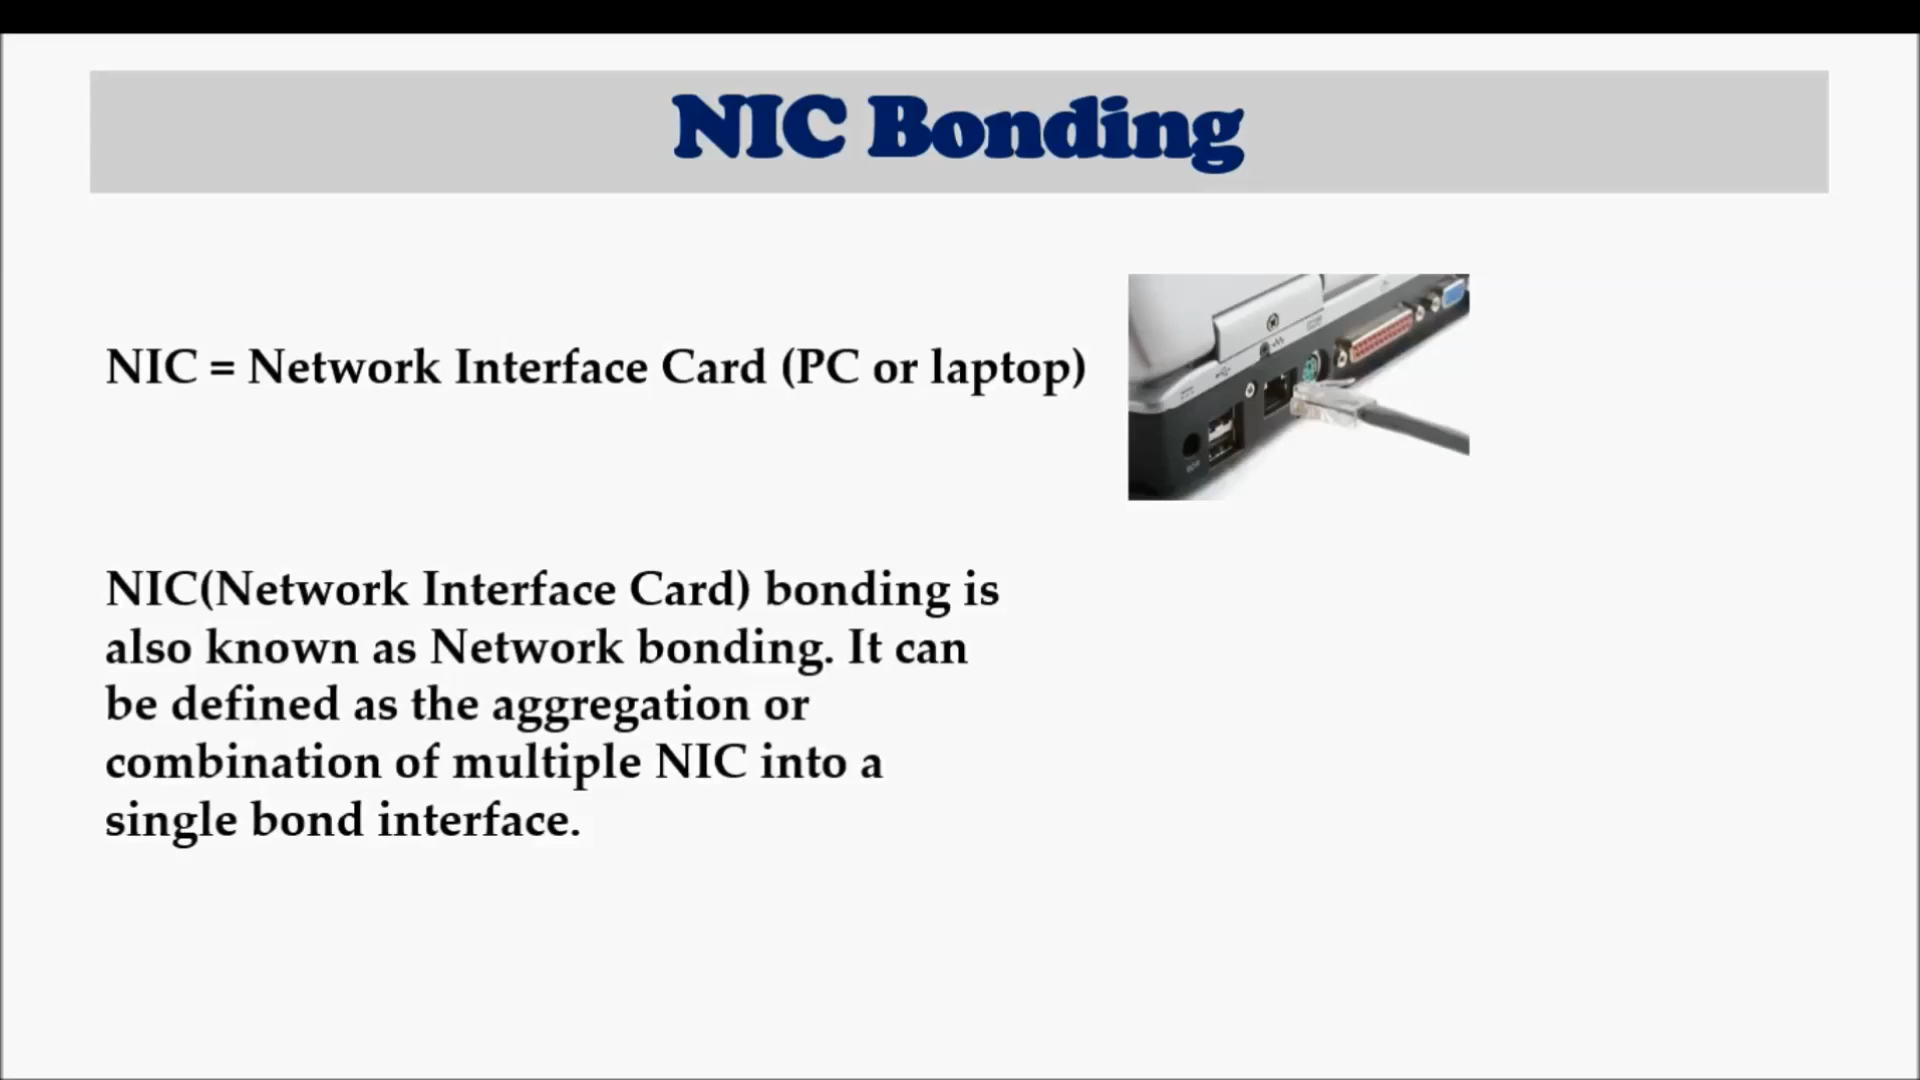 NIC Bonding
NIC = Network Interface Card (PC or laptop)
NIC(Network Interface Card) bonding is
also known as Network bonding. It can
be defined as the aggregation or
combination of multiple NIC into a
single bond interface.